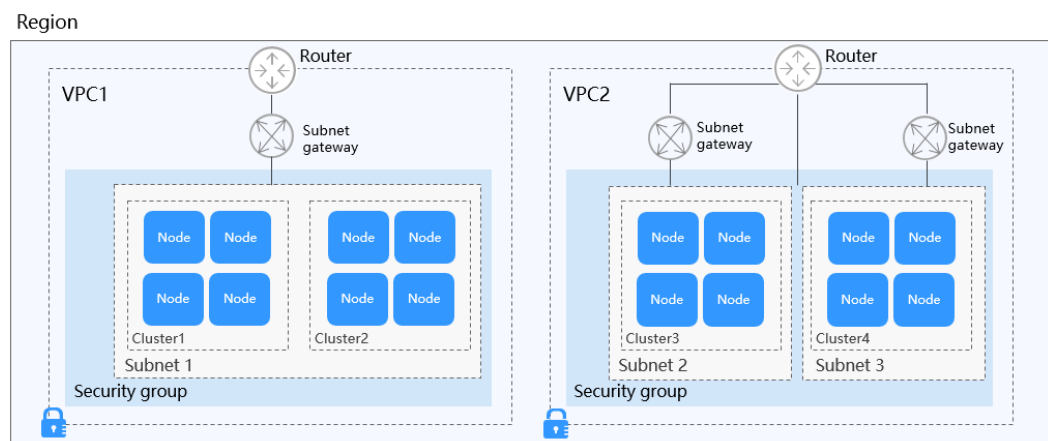 Region
Router
VPC1
Subnet
gateway
Node
Node
Node
Node
Cluster1
Node
Node
Node
Node
Cluster2
Subnet 1
Security group
Router
VPC2
Subnet
gateway
Subnet
gateway
Node
Node
Node
Node
Cluster3
Subnet 2
Node
Node
Node
Node
Cluster4
Subnet 3
Security group